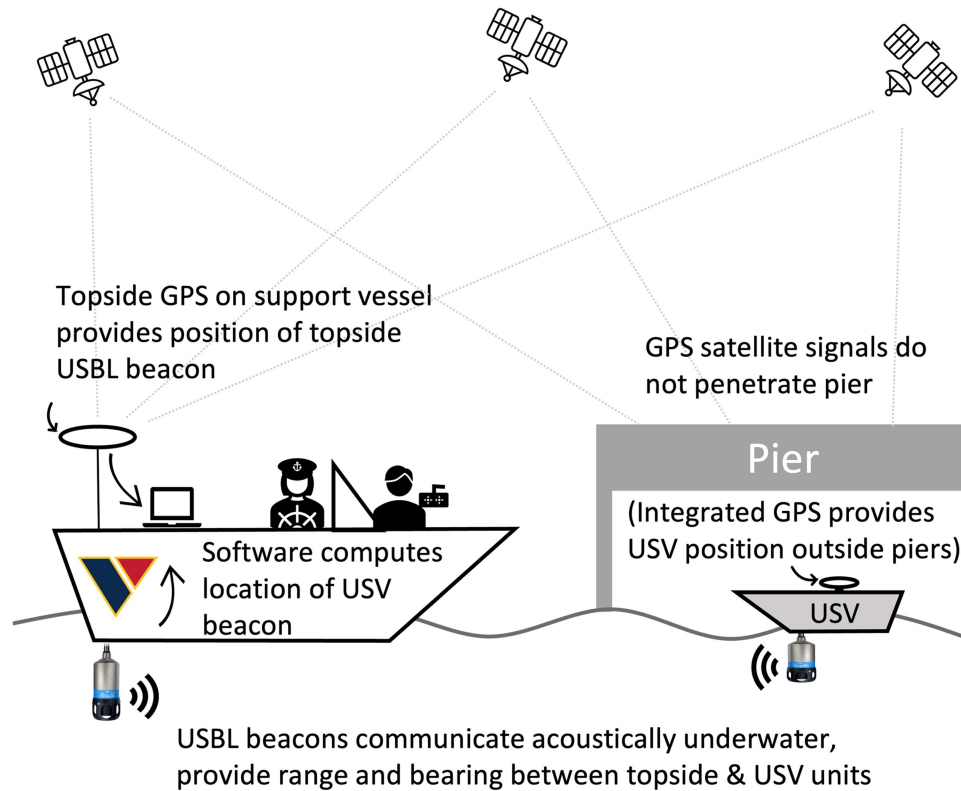 Topside GPS on support vessel
provides position of topside
USBL beacon
GPS satellite signals do
not penetrate pier
Pier
(Integrated GPS provides
USV position outside piers)
Software computes
location of USV
beacon
USV
USBL beacons communicate acoustically underwater,
provide range and bearing between topside & USV units